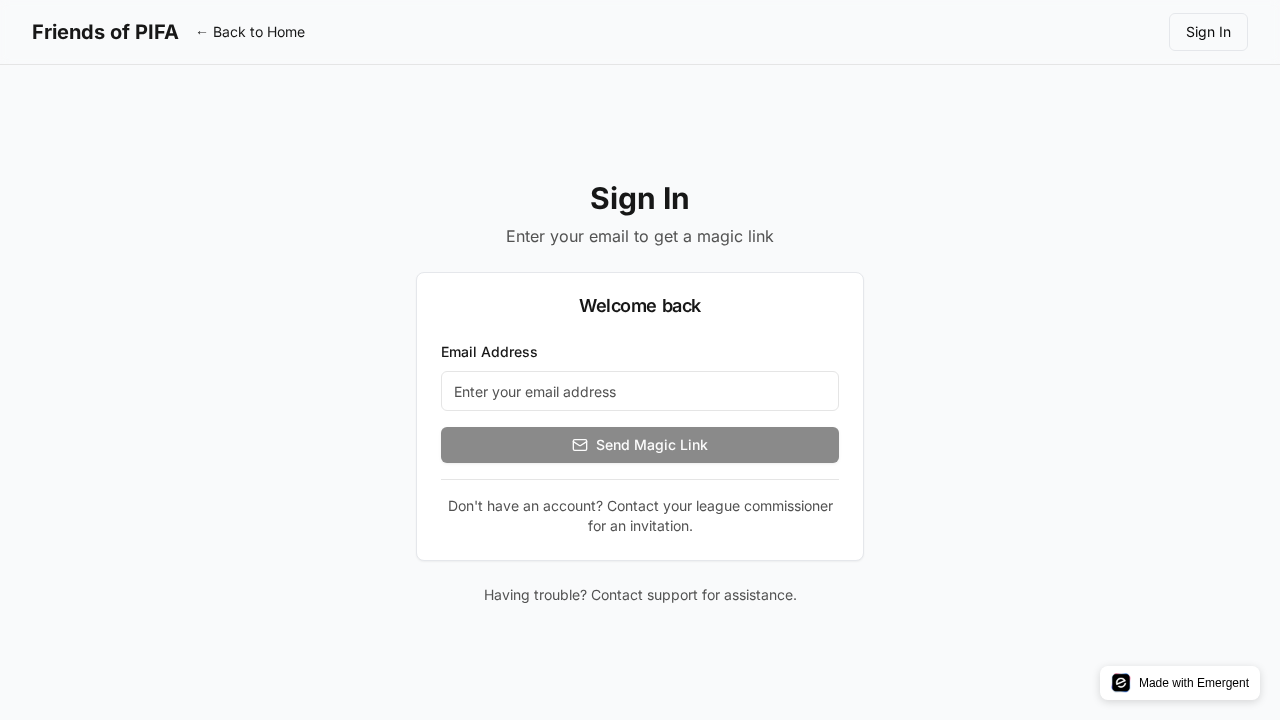 Friends of PIFA
← Back to Home
Sign In
Sign In
Enter your email to get a magic link
Welcome back
Email Address
Enter your email address
Send Magic Link
Don't have an account? Contact your league commissioner
for an invitation.
Having trouble? Contact support for assistance.
Made with Emergent